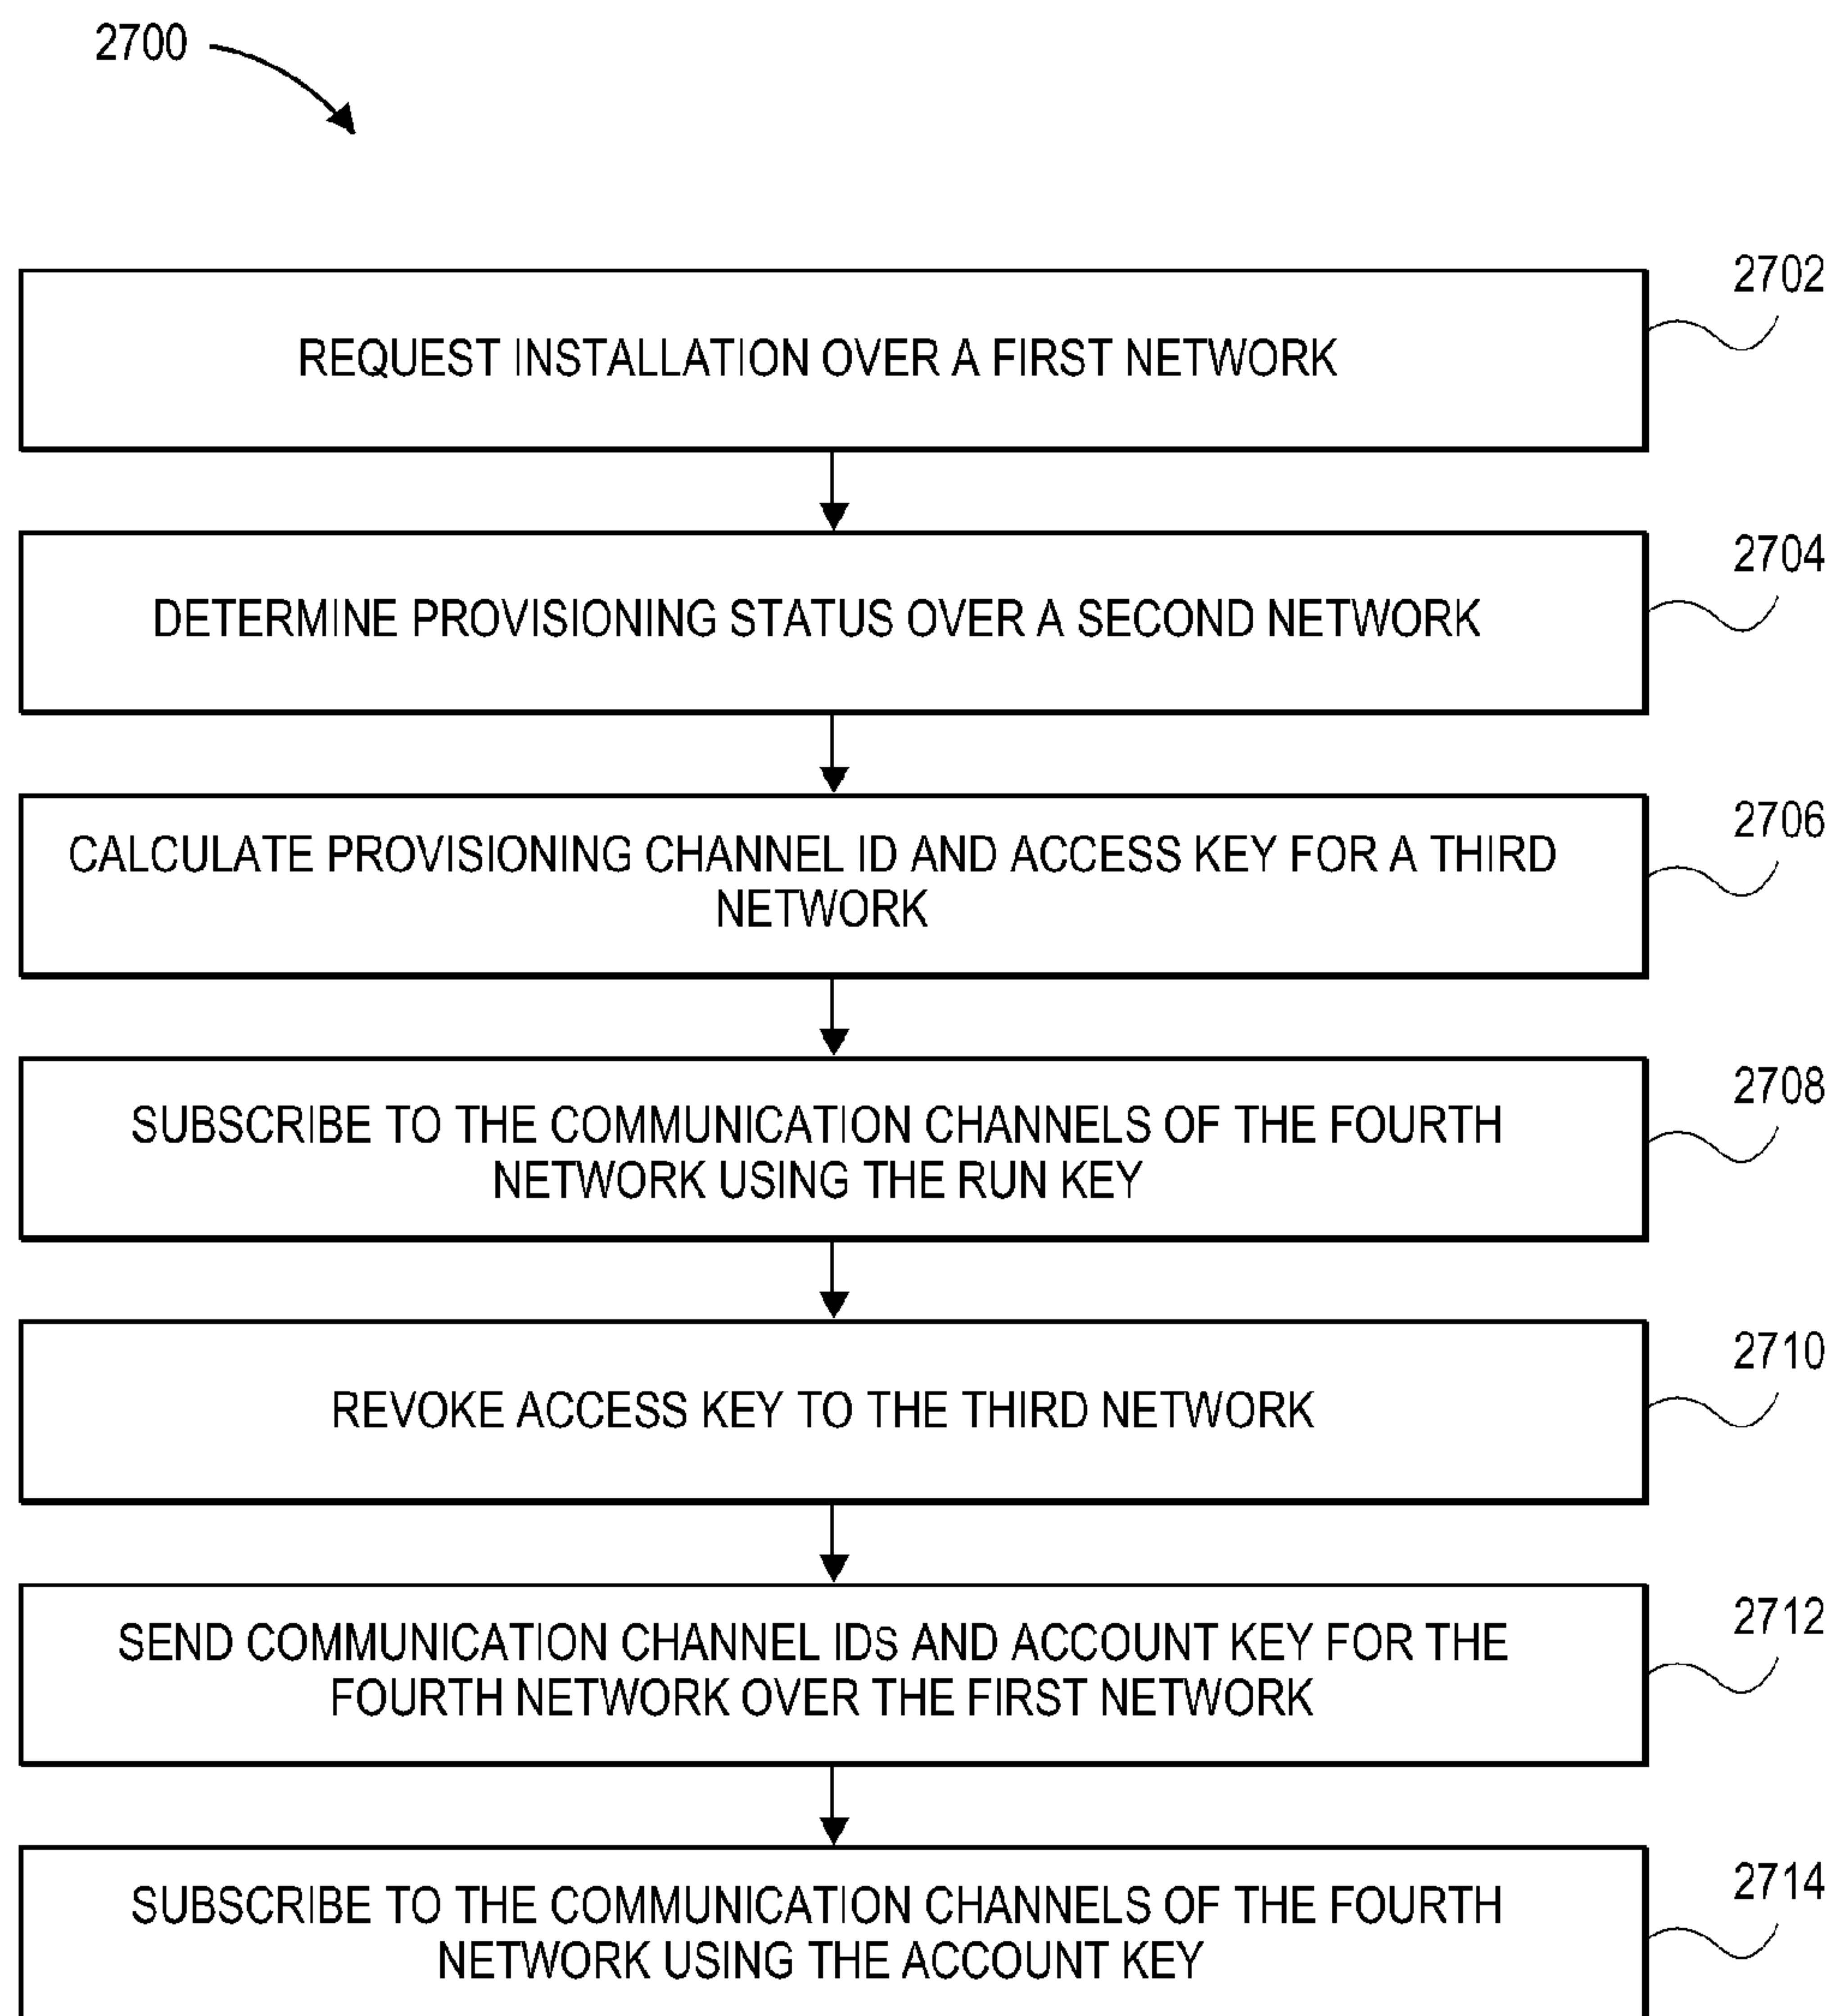 2700
2702
REQUEST INSTALLATION OVER A FIRST NETWORK
2704
DETERMINE PROVISIONING STATUS OVER A SECOND NETWORK
2706
CALCULATE PROVISIONING CHANNEL ID AND ACCESS KEY FOR A THIRD
NETWORK
2708
SUBSCRIBE TO THE COMMUNICATION CHANNELS OF THE FOURTH
NETWORK USING THE RUN KEY
2710
REVOKE ACCESS KEY TO THE THIRD NETWORK
2712
SEND COMMUNICATION CHANNEL IDs AND ACCOUNT KEY FOR THE
FOURTH NETWORK OVER THE FIRST NETWORK
2714
SUBSCRIBE TO THE COMMUNICATION CHANNELS OF THE FOURTH
NETWORK USING THE ACCOUNT KEY